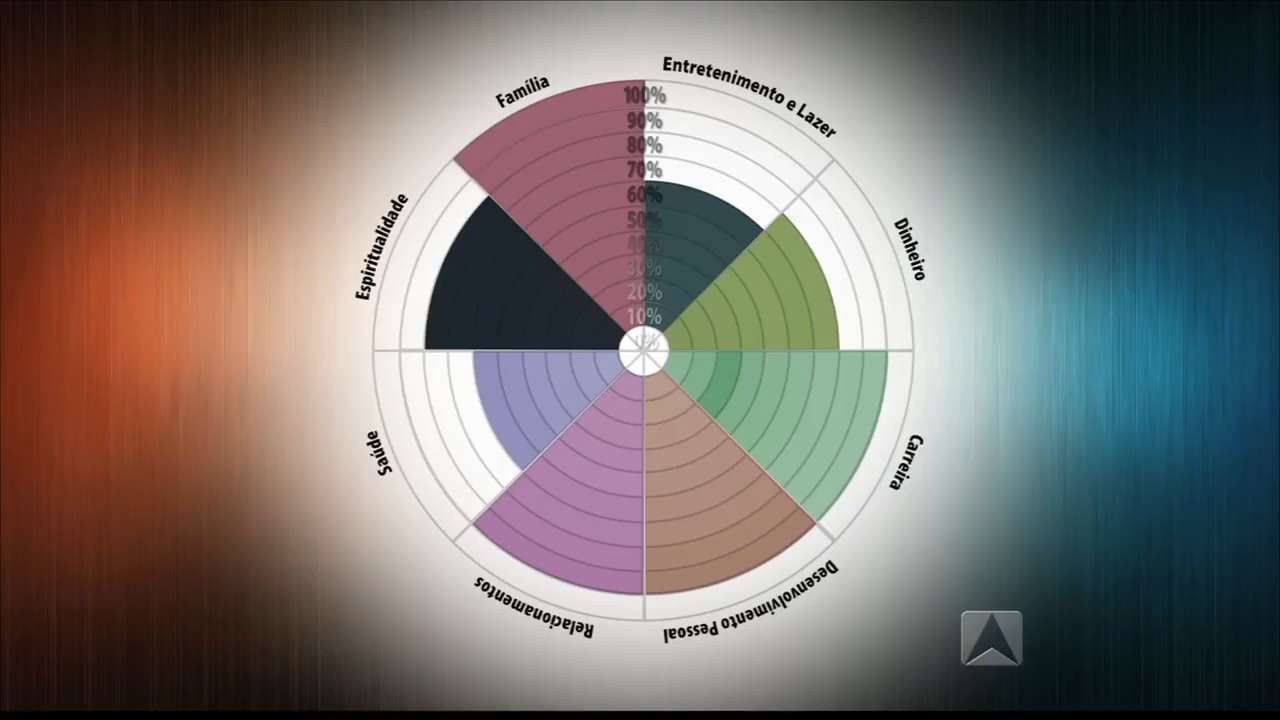 Família
Entretenimento e Lazer
Espiritualidade
Dinheiro
100%
90%
80%
70%
60%
50%
40%
30%
20%
10%
Saúde
Carreira
Relacionamentos
Desenvolvimento Pessoal